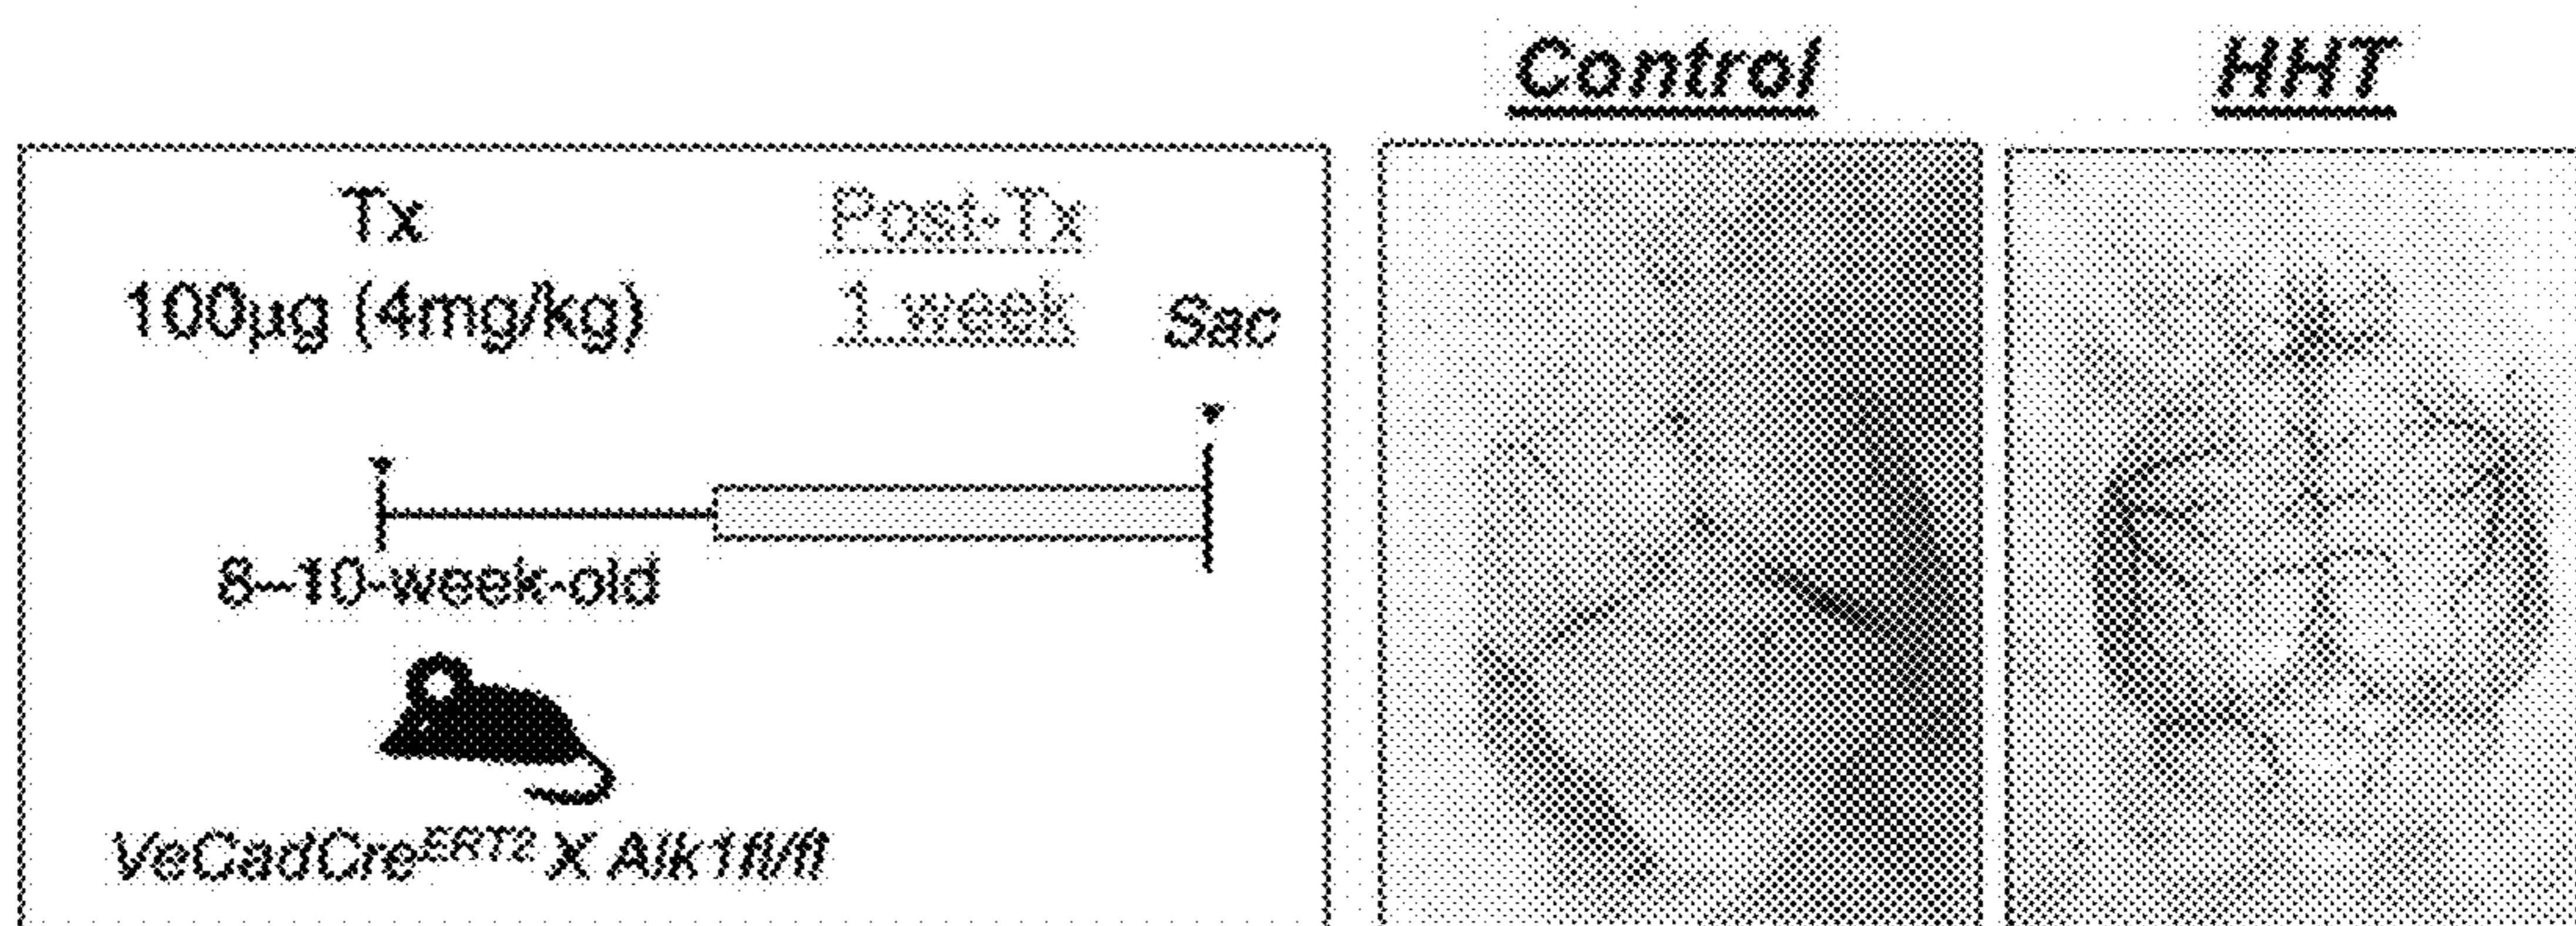 Control
HHT
Tx
100µg (4mg/kg)
Post-Tx
1 week
Sac
8–10-week-old
VeCadCreERT2 X Alk1fl/fl